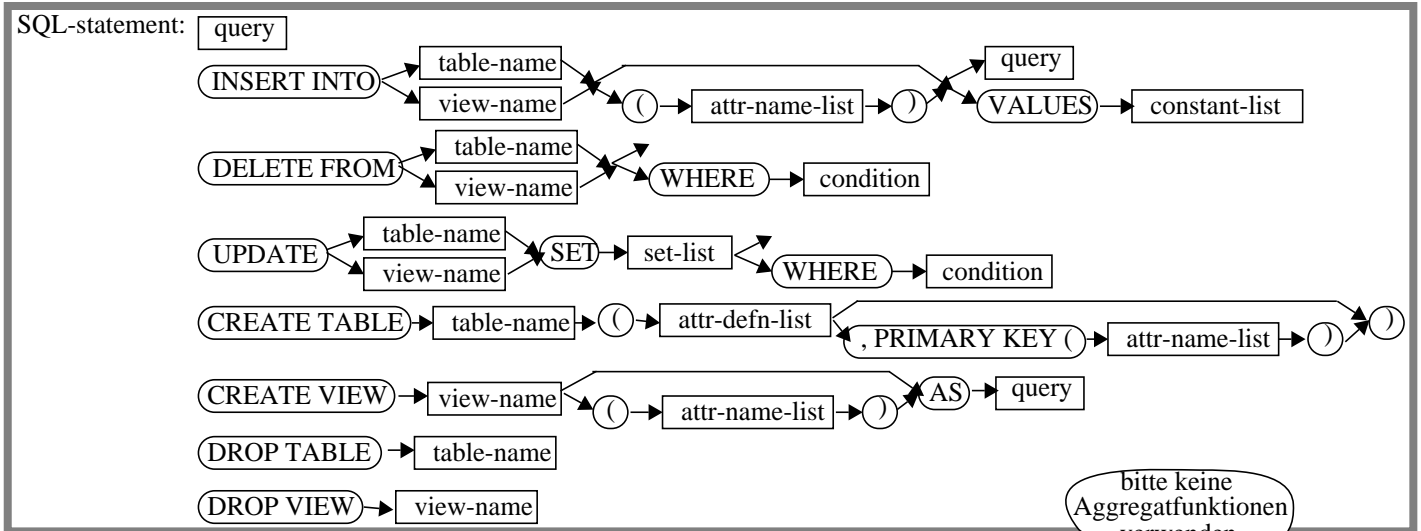 SQL-statement: query
INSERT INTO table-name view-name ( attr-name-list ) query VALUES constant-list
DELETE FROM table-name view-name WHERE condition
UPDATE table-name view-name SET set-list WHERE condition
CREATE TABLE table-name ( attr-defn-list , PRIMARY KEY ( attr-name-list ) )
CREATE VIEW view-name ( attr-name-list ) AS query
DROP TABLE table-name
DROP VIEW view-name
bitte keine
Aggregatfunktionen
verwenden